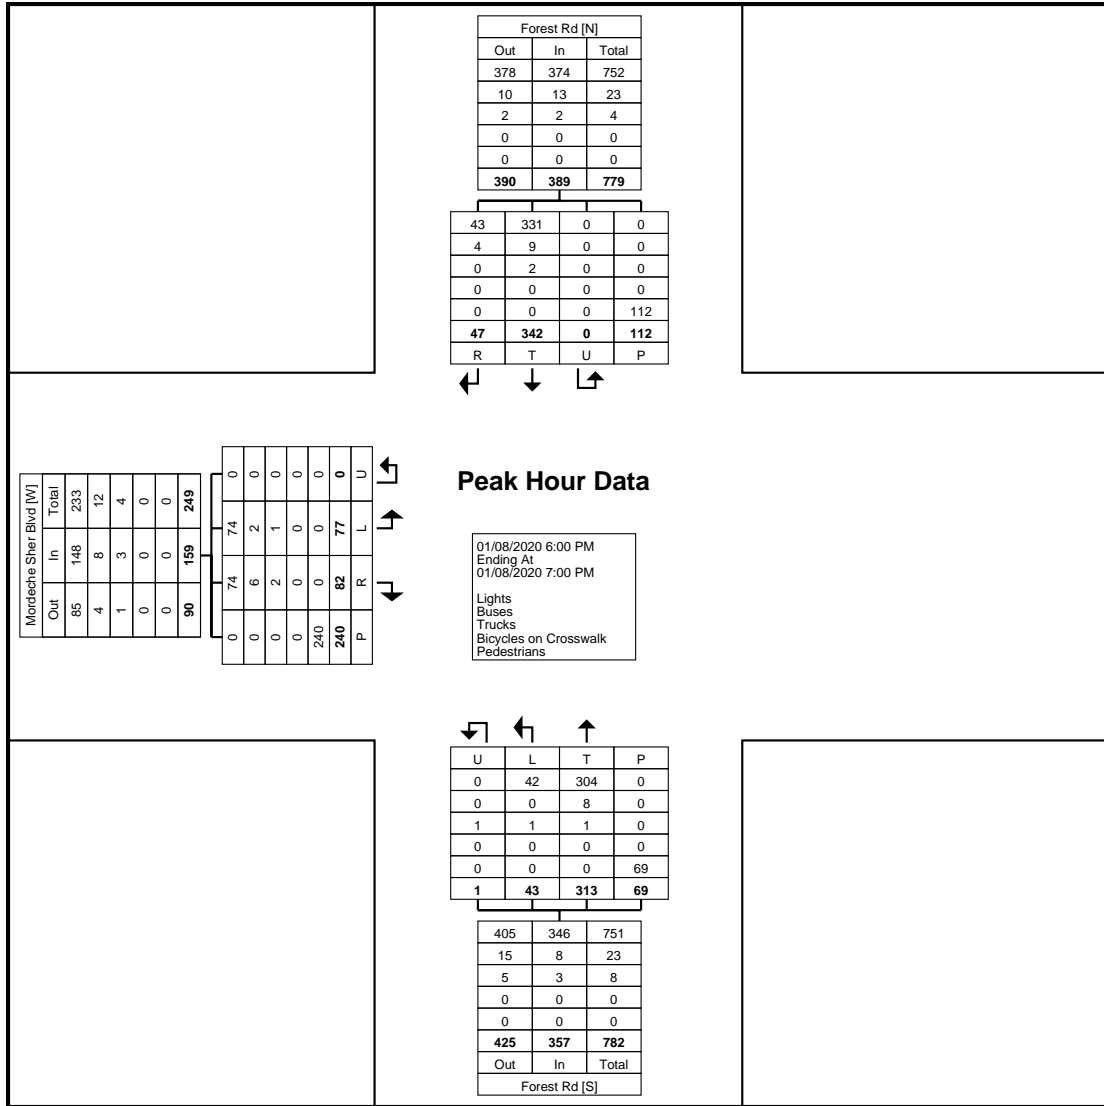 Forest Rd [N]
Out In Total
378 374 752
10 13 23
2 2 4
0 0 0
0 0 0
390 389 779
43 331 0 0
4 9 0 0
0 2 0 0
0 0 0 0
0 0 0 112
47 342 0 112
R T U P
Mordeche Sher Blvd [W]
Out In Total
85 148 233
4 8 12
1 3 4
0 0 0
0 0 0
90 159 249
0 74 74 0
0 6 2 0
0 2 1 0
0 0 0 0
240 0 0 0
240 82 77 0
P R L U
Peak Hour Data
01/08/2020 6:00 PM
Ending At
01/08/2020 7:00 PM
Lights
Buses
Trucks
Bicycles on Crosswalk
Pedestrians
U L T P
0 42 304 0
0 0 8 0
1 1 1 0
0 0 0 0
0 0 0 69
1 43 313 69
405 346 751
15 8 23
5 3 8
0 0 0
0 0 0
425 357 782
Out In Total
Forest Rd [S]